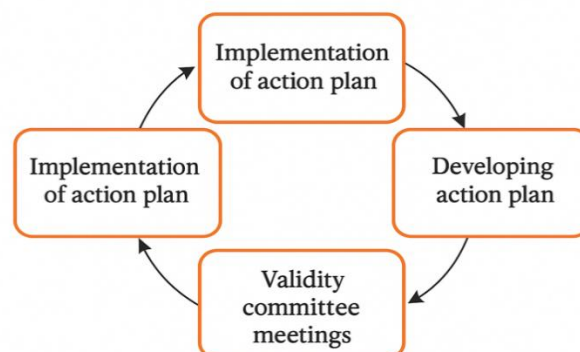 Implementation
of action plan
Implementation
of action plan
Developing
action plan
Validity
committee
meetings